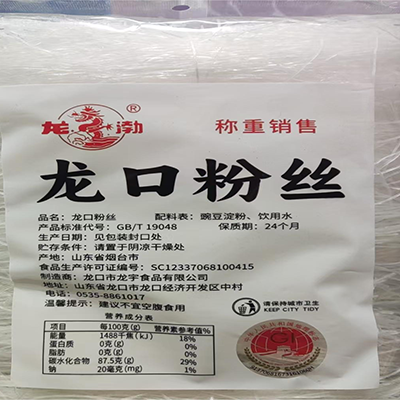 龙渤®
称重销售
龙口粉丝
品名：龙口粉丝 配料表：豌豆淀粉、饮用水
产品标准代号：GB/T 19048 保质期：24个月
生产日期：见包装封口处
贮存条件：请置于阴凉干燥处
产地：山东省烟台市
食品生产许可证编号：SC12337068100415
制造商：龙口市龙宇食品有限公司
地址：山东省龙口市龙口经济开发区中村
电话：0535-8861017
温馨提示：建议不宜空腹食用
请保持城市卫生
KEEP CITY TIDY
营养成分表
项目 每100克(g) 营养素参考值%
能量 1488千焦(kJ) 18%
蛋白质 0克(g) 0%
脂肪 0克(g) 0%
碳水化合物 87.5克(g) 29%
钠 20毫克(mg) 1%